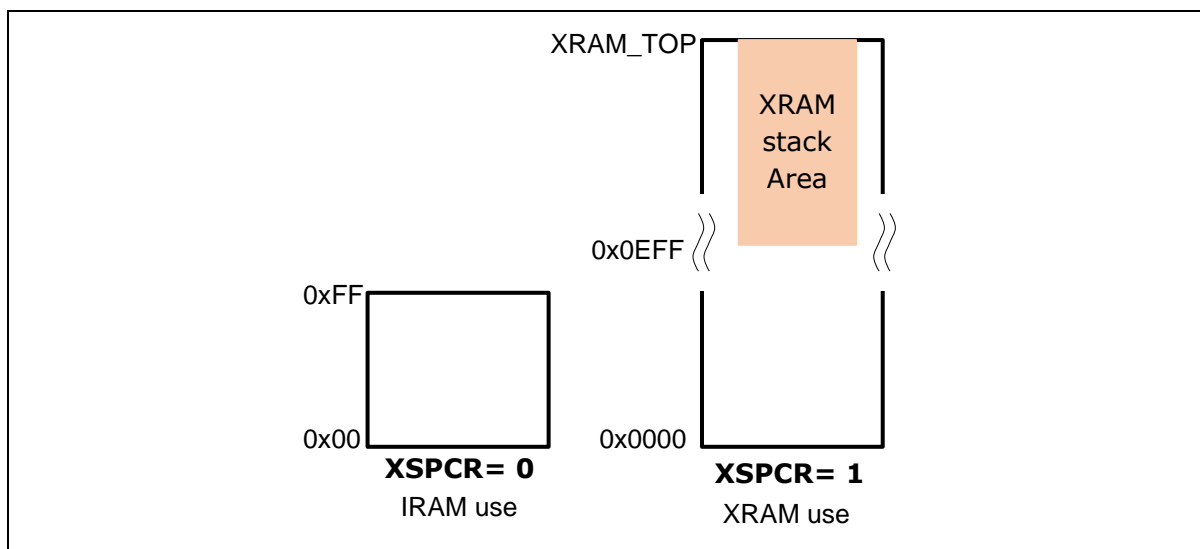 XRAM_TOP
XRAM
stack
Area
0x0EFF
0xFF
0x00
0x0000
XSPCR= 0
XSPCR= 1
IRAM use
XRAM use